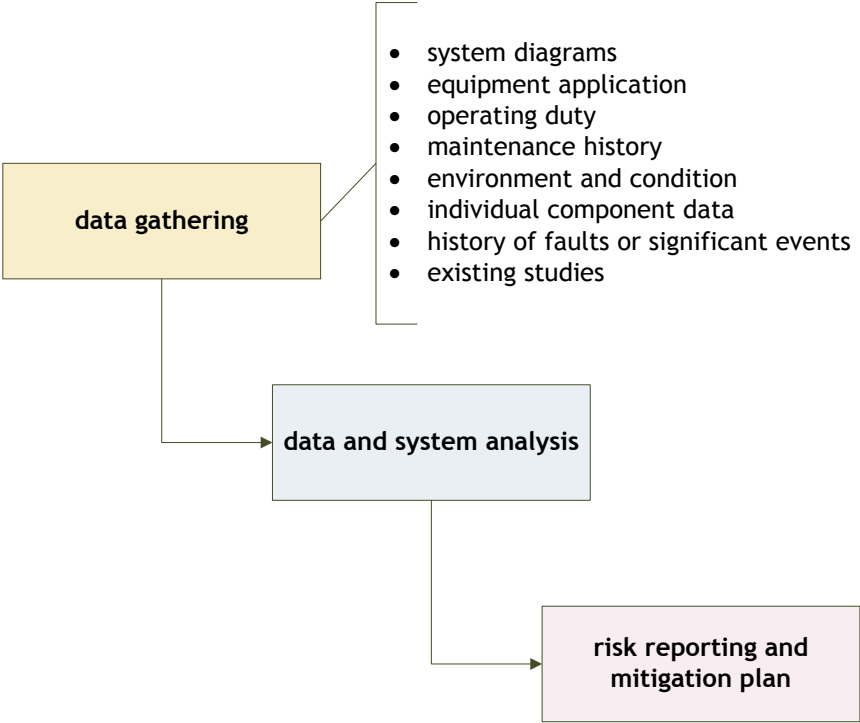 • system diagrams
• equipment application
• operating duty
• maintenance history
• environment and condition
• individual component data
• history of faults or significant events
• existing studies
data gathering
data and system analysis
risk reporting and
mitigation plan